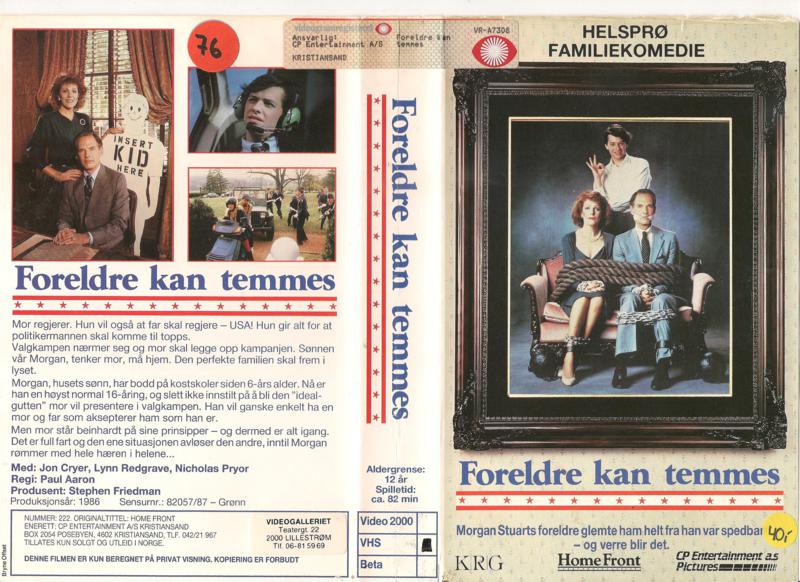 76
videogramregistrert
Ansvarlig:
CP Entertainment A/S
KRISTIANSAND
Foreldre kan
temmes
VR-A7306
INSERT
KID
HERE
Foreldre kan temmes
Mor regjerer. Hun vil også at far skal regjere – USA! Hun gir alt for at
politikermannen skal komme til topps.
Valgkampen nærmer seg og mor skal legge opp kampanjen. Sønnen
vår Morgan, tenker mor, må hjem. Den perfekte familien skal frem i
lyset.
Morgan, husets sønn, har bodd på kostskoler siden 6-års alder. Nå er
han en høyst normal 16-åring, og slett ikke innstilt på å bli den "ideal-
gutten" mor vil presentere i valgkampen. Han vil ganske enkelt ha en
mor og far som aksepterer ham som han er.
Men mor står beinhardt på sine prinsipper – og dermed er alt igang.
Det er full fart og den ene situasjonen avløser den andre, inntil Morgan
rømmer med hele hæren i helene...
Med: Jon Cryer, Lynn Redgrave, Nicholas Pryor
Regi: Paul Aaron
Produsent: Stephen Friedman
Produksjonsår: 1986 Sensurnr.: 82057/87 – Grønn
NUMMER: 222. ORIGINALTITTEL: HOME FRONT
ENERETT: CP ENTERTAINMENT A/S KRISTIANSAND
BOX 2054 POSEBYEN, 4602 KRISTIANSAND, TLF. 042/21 967
TILLATES KUN SOLGT OG UTLEID I NORGE.
DENNE FILMEN ER KUN BEREGNET PÅ PRIVAT VISNING. KOPIERING ER FORBUDT
VIDEOGALLERIET
Teatergt. 22
2000 LILLESTRØM
Tlf. 06-81 59 69
Bryne Offset
Foreldre kan temmes
Aldergrense:
12 år
Spilletid:
ca. 82 min
Video 2000
VHS
Beta
HELSPRØ
FAMILIEKOMEDIE
Foreldre kan temmes
Morgan Stuarts foreldre glemte ham helt fra han var spedbar
– og verre blir det.
40,-
KRG
Home Front
CP Entertainment a.s
Pictures